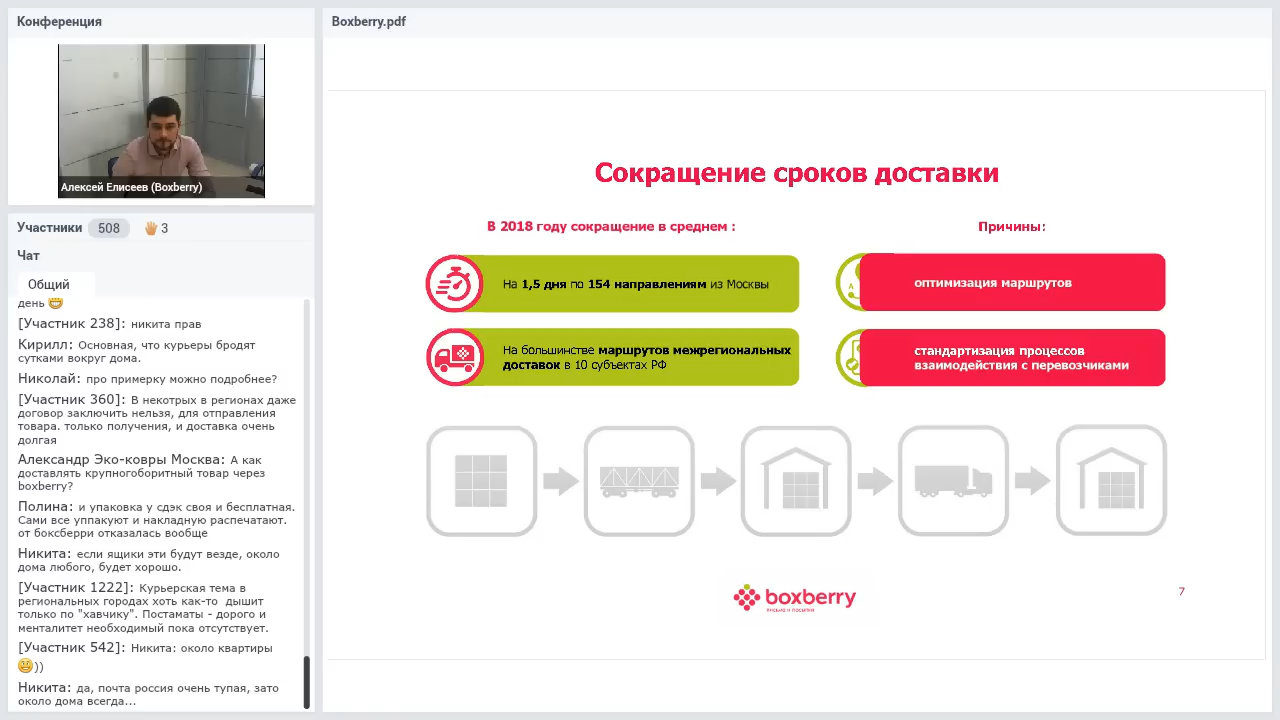 Конференция
Алексей Елисеев (Boxberry)
Участники 508 3
Чат
Общий
день
[Участник 238]: никита прав
Кирилл: Основная, что курьеры бродят
сутками вокруг дома.
Николай: про примерку можно подробнее?
[Участник 360]: В некотрых в регионах даже
договор заключить нельзя, для отправления
товара. только получения, и доставка очень
долгая
Александр Эко-ковры Москва: А как
доставлять крупногоборитный товар через
boxberry?
Полина: и упаковка у сдэк своя и бесплатная.
Сами все уппакуют и накладную распечатают.
от боксберри отказалась вообще
Никита: если ящики эти будут везде, около
дома любого, будет хорошо.
[Участник 1222]: Курьерская тема в
региональных городах хоть как-то дышит
только по "хавчику". Постаматы - дорого и
менталитет необходимый пока отсутствует.
[Участник 542]: Никита: около квартиры
))
Никита: да, почта россия очень тупая, зато
около дома всегда...
Boxberry.pdf
Сокращение сроков доставки
В 2018 году сокращение в среднем :
На 1,5 дня по 154 направлениям из Москвы
На большинстве маршрутов межрегиональных
доставок в 10 субъектах РФ
Причины:
А
оптимизация маршрутов
стандартизация процессов
взаимодействия с перевозчиками
boxberry
письма и посылки
7